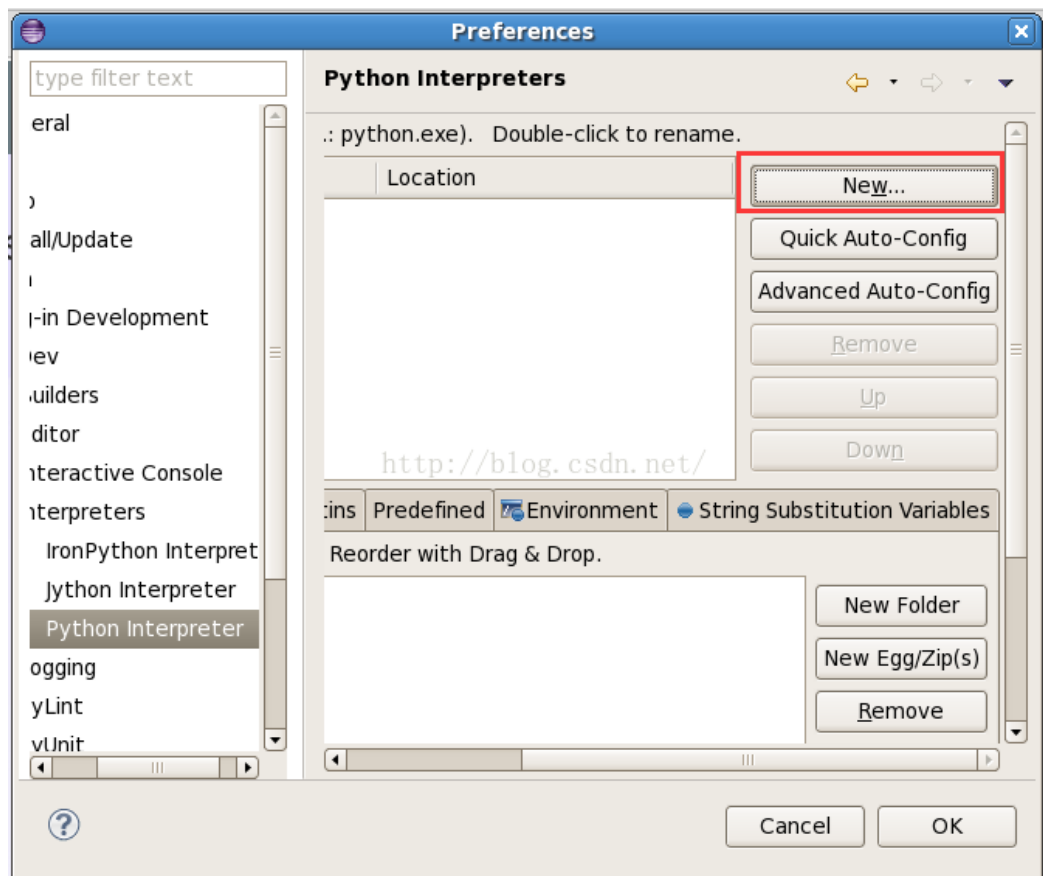 Preferences
type filter text
Python Interpreters
eral
.: python.exe). Double-click to rename.
Location
New...
all/Update
Quick Auto-Config
Advanced Auto-Config
-in Development
Remove
ev
uilders
Up
ditor
Down
http://blog.csdn.net/
nteractive Console
nterpreters
tins
Predefined
Environment
String Substitution Variables
IronPython Interpret
Reorder with Drag & Drop.
Jython Interpreter
New Folder
Python Interpreter
New Egg/Zip(s)
ogging
yLint
Remove
yUnit
?
Cancel
OK